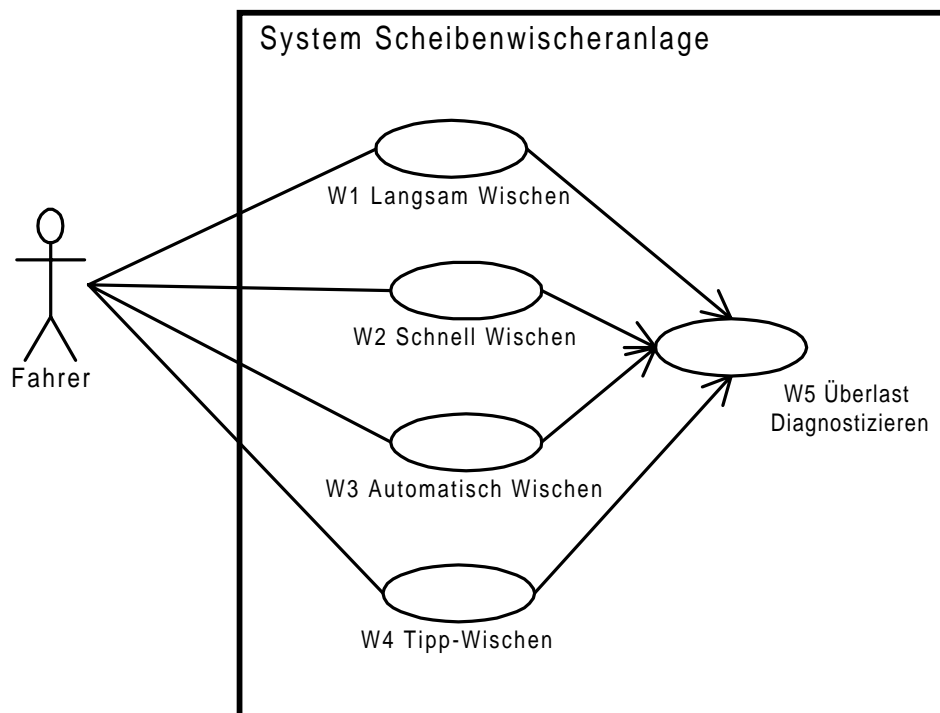 System Scheibenwischeranlage
W1 Langsam Wischen
W2 Schnell Wischen
Fahrer
W5 Überlast
Diagnostizieren
W3 Automatisch Wischen
W4 Tipp-Wischen